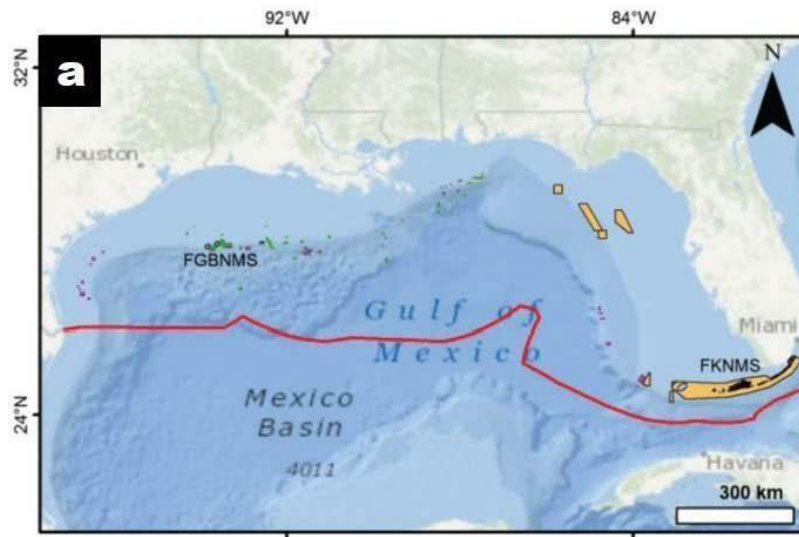 92°W
84°W
a
N
32°N
Houston
FGBNMS
Gulf of
Mexico
Miami
FKNMS
24°N
Mexico
Basin
4011
Havana
300 km